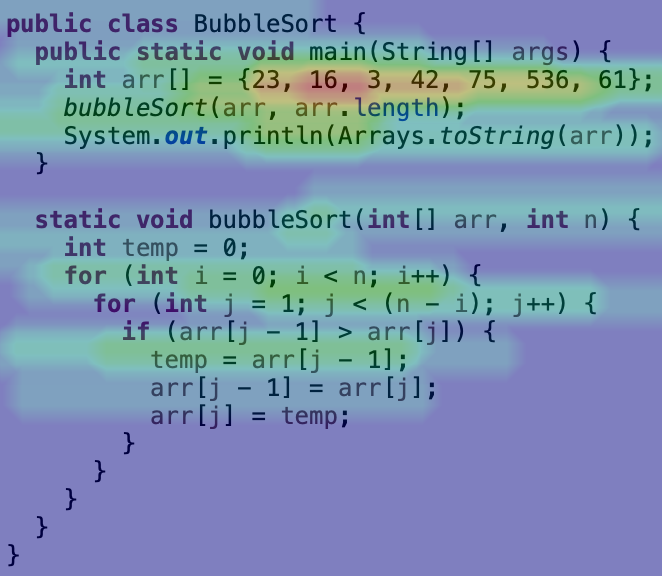 public class BubbleSort {
  public static void main(String[] args) {
    int arr[] = {23, 16, 3, 42, 75, 536, 61};
    bubbleSort(arr, arr.length);
    System.out.println(Arrays.toString(arr));
  }

  static void bubbleSort(int[] arr, int n) {
    int temp = 0;
    for (int i = 0; i < n; i++) {
      for (int j = 1; j < (n - i); j++) {
        if (arr[j - 1] > arr[j]) {
          temp = arr[j - 1];
          arr[j - 1] = arr[j];
          arr[j] = temp;
        }
      }
    }
  }
}